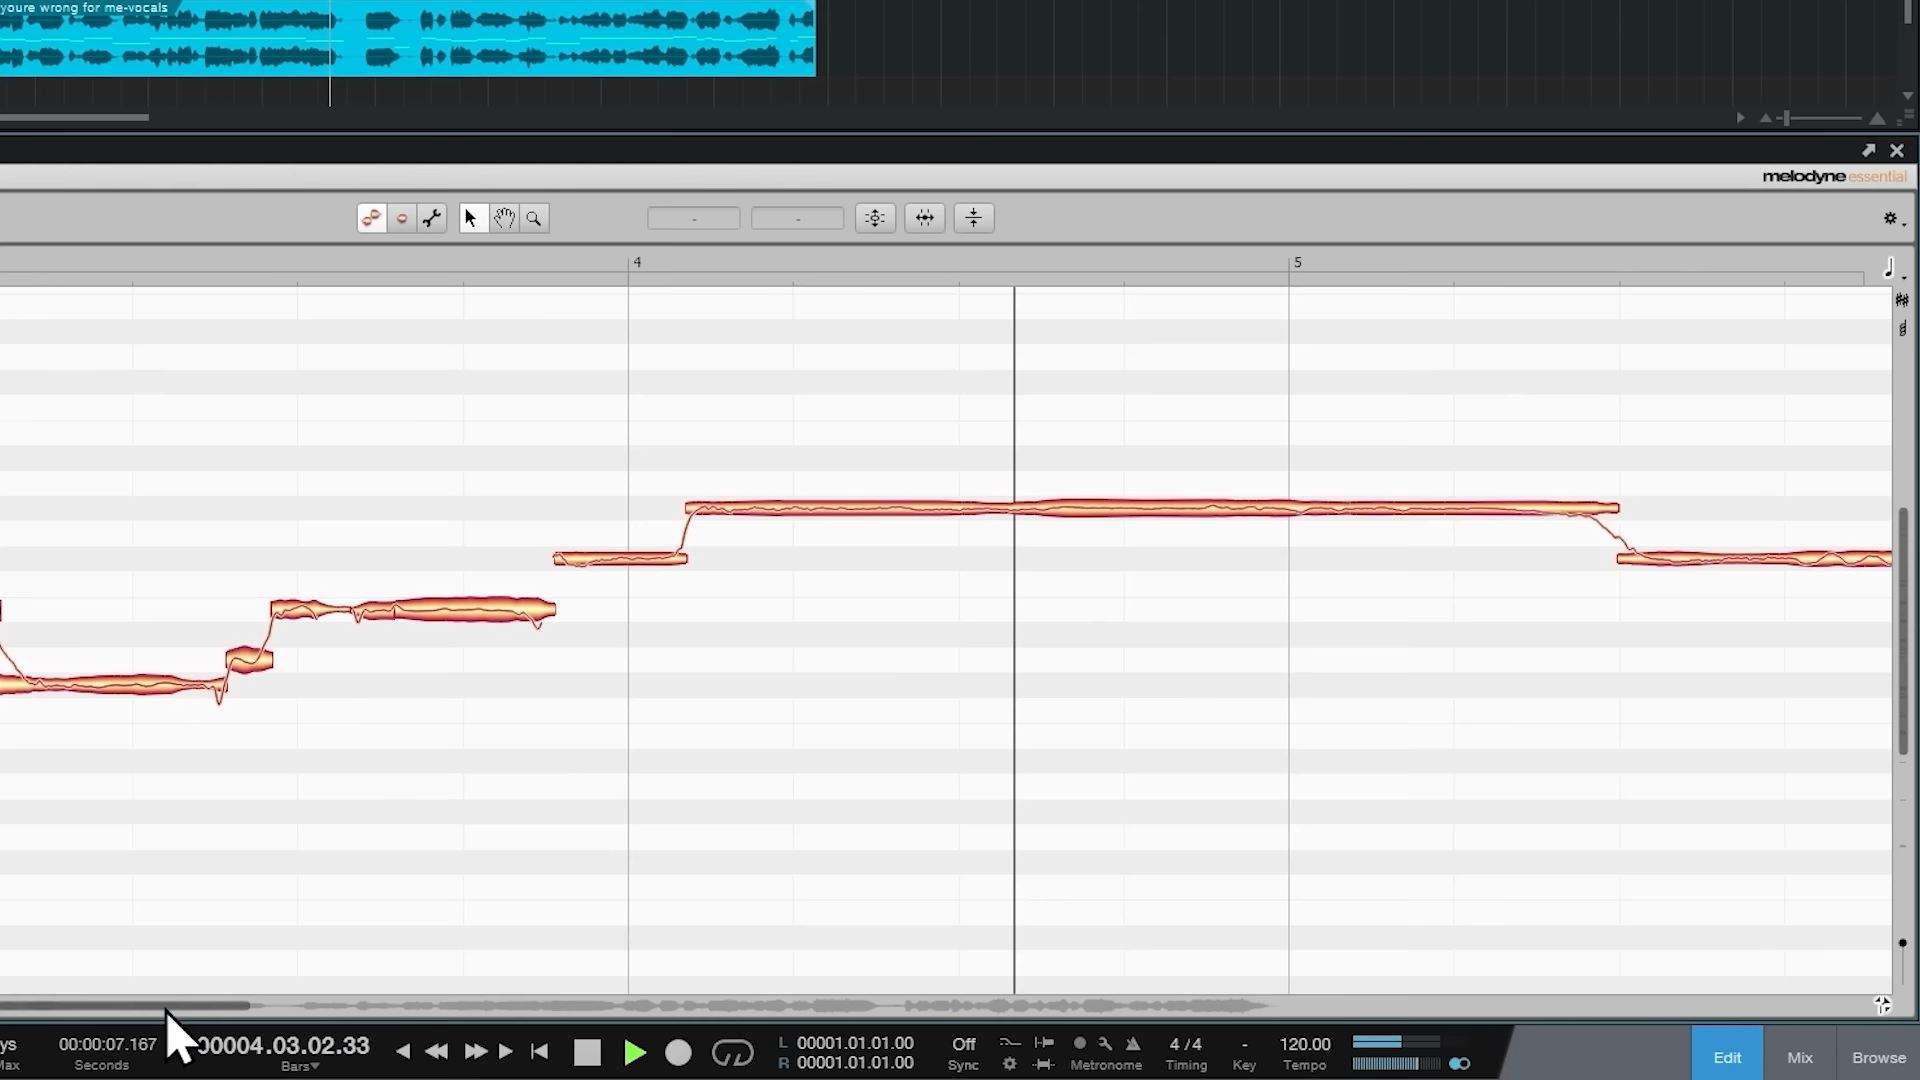 youre wrong for me-vocals
melodyne essential
- -
4 5
ys 00:00:07.167 00004.03.02.33 L 00001.01.01.00 Off 4 / 4 - 120.00
R 00001.01.01.00
Max Seconds Bars Sync Metronome Timing Key Tempo
Edit Mix Browse